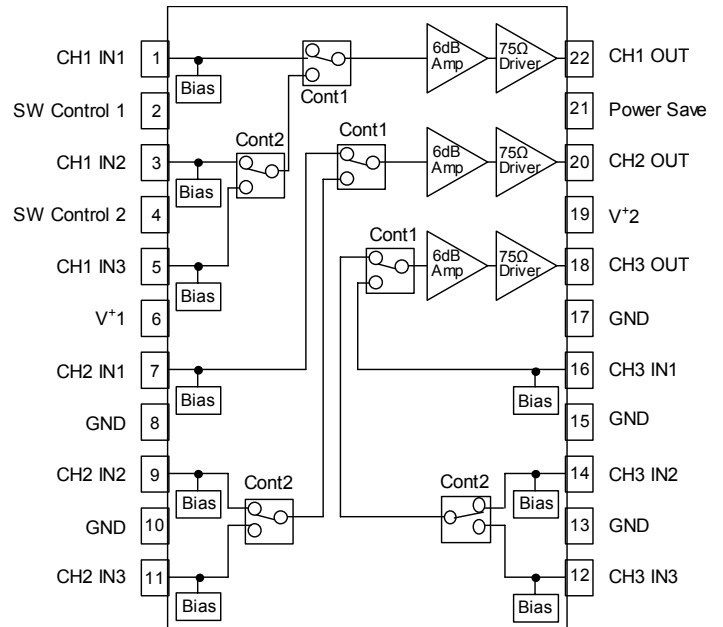 CH1 IN1
1
Bias
SW Control 1
2
CH1 IN2
3
Bias
SW Control 2
4
CH1 IN3
5
Bias
V+1
6
CH2 IN1
7
Bias
GND
8
CH2 IN2
9
Bias
GND
10
CH2 IN3
11
Bias
Cont1
Cont2
Cont1
Cont1
Cont2
Cont2
6dB
Amp
75Ω
Driver
6dB
Amp
75Ω
Driver
6dB
Amp
75Ω
Driver
22
CH1 OUT
21
Power Save
20
CH2 OUT
19
V+2
18
CH3 OUT
17
GND
16
CH3 IN1
Bias
15
GND
14
CH3 IN2
Bias
13
GND
12
CH3 IN3
Bias